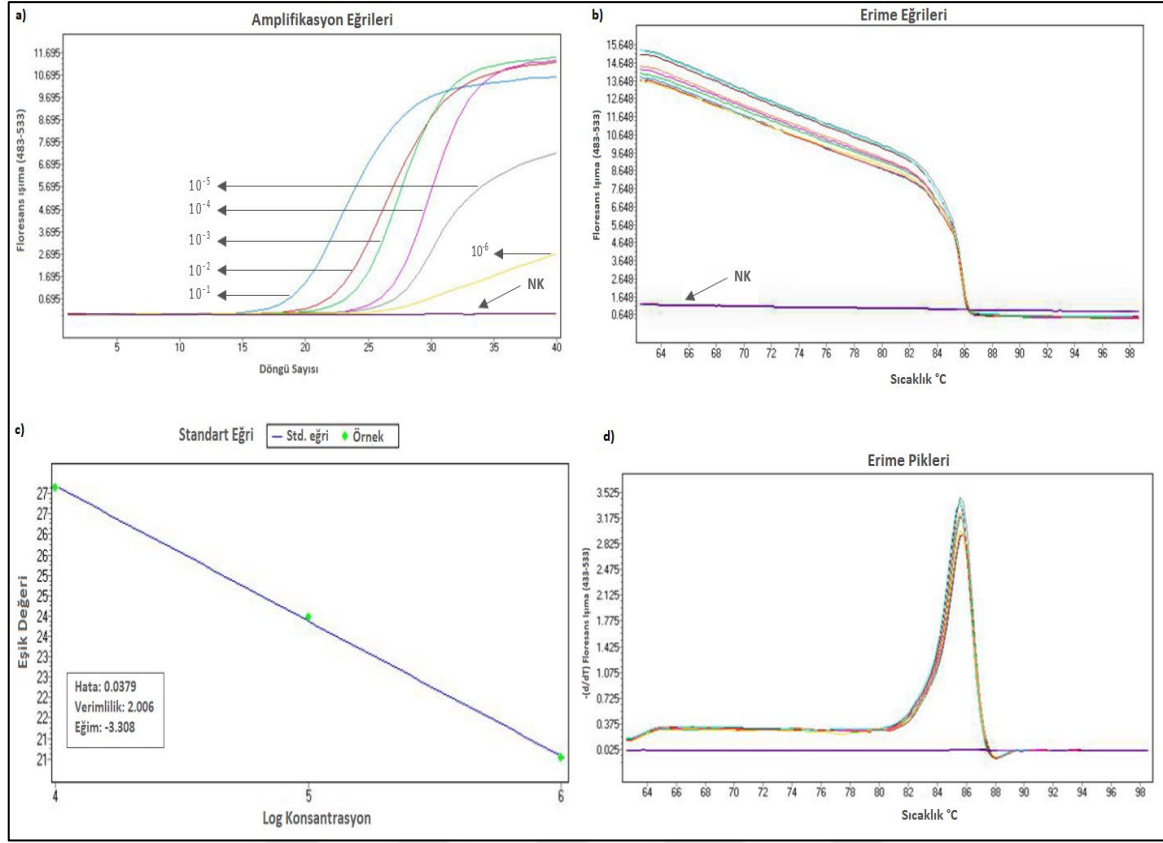 a)
Amplifikasyon Eğrileri
Floresans ışıma (483-533)
11.695
10.695
9.695
8.695
7.695
6.695
5.695
4.695
3.695
2.695
1.695
0.695
10-5
10-4
10-3
10-2
10-1
10-6
NK
5
10
15
20
25
30
35
40
Döngü Sayısı
b)
Erime Eğrileri
Floresans Işıma (483-533)
15.648
14.648
13.648
12.648
11.648
10.648
9.648
8.648
7.648
6.648
5.648
4.648
3.648
2.648
1.648
0.648
NK
64 66 68 70 72 74 76 78 80 82 84 86 88 90 92 94 96 98
Sıcaklık °C
c)
Standart Eğri
Std. eğri
Örnek
Eşik Değeri
27
27
26
26
25
25
24
24
23
23
22
22
21
21
Hata: 0.0379
Verimlilik: 2.006
Eğim: -3.308
4
5
6
Log Konsantrasyon
d)
Erime Pikleri
-(d/dT) Floresans Işıma (433-533)
3.525
3.175
2.825
2.475
2.125
1.775
1.425
1.075
0.725
0.375
0.025
64 66 68 70 72 74 76 78 80 82 84 86 88 90 92 94 96 98
Sıcaklık °C